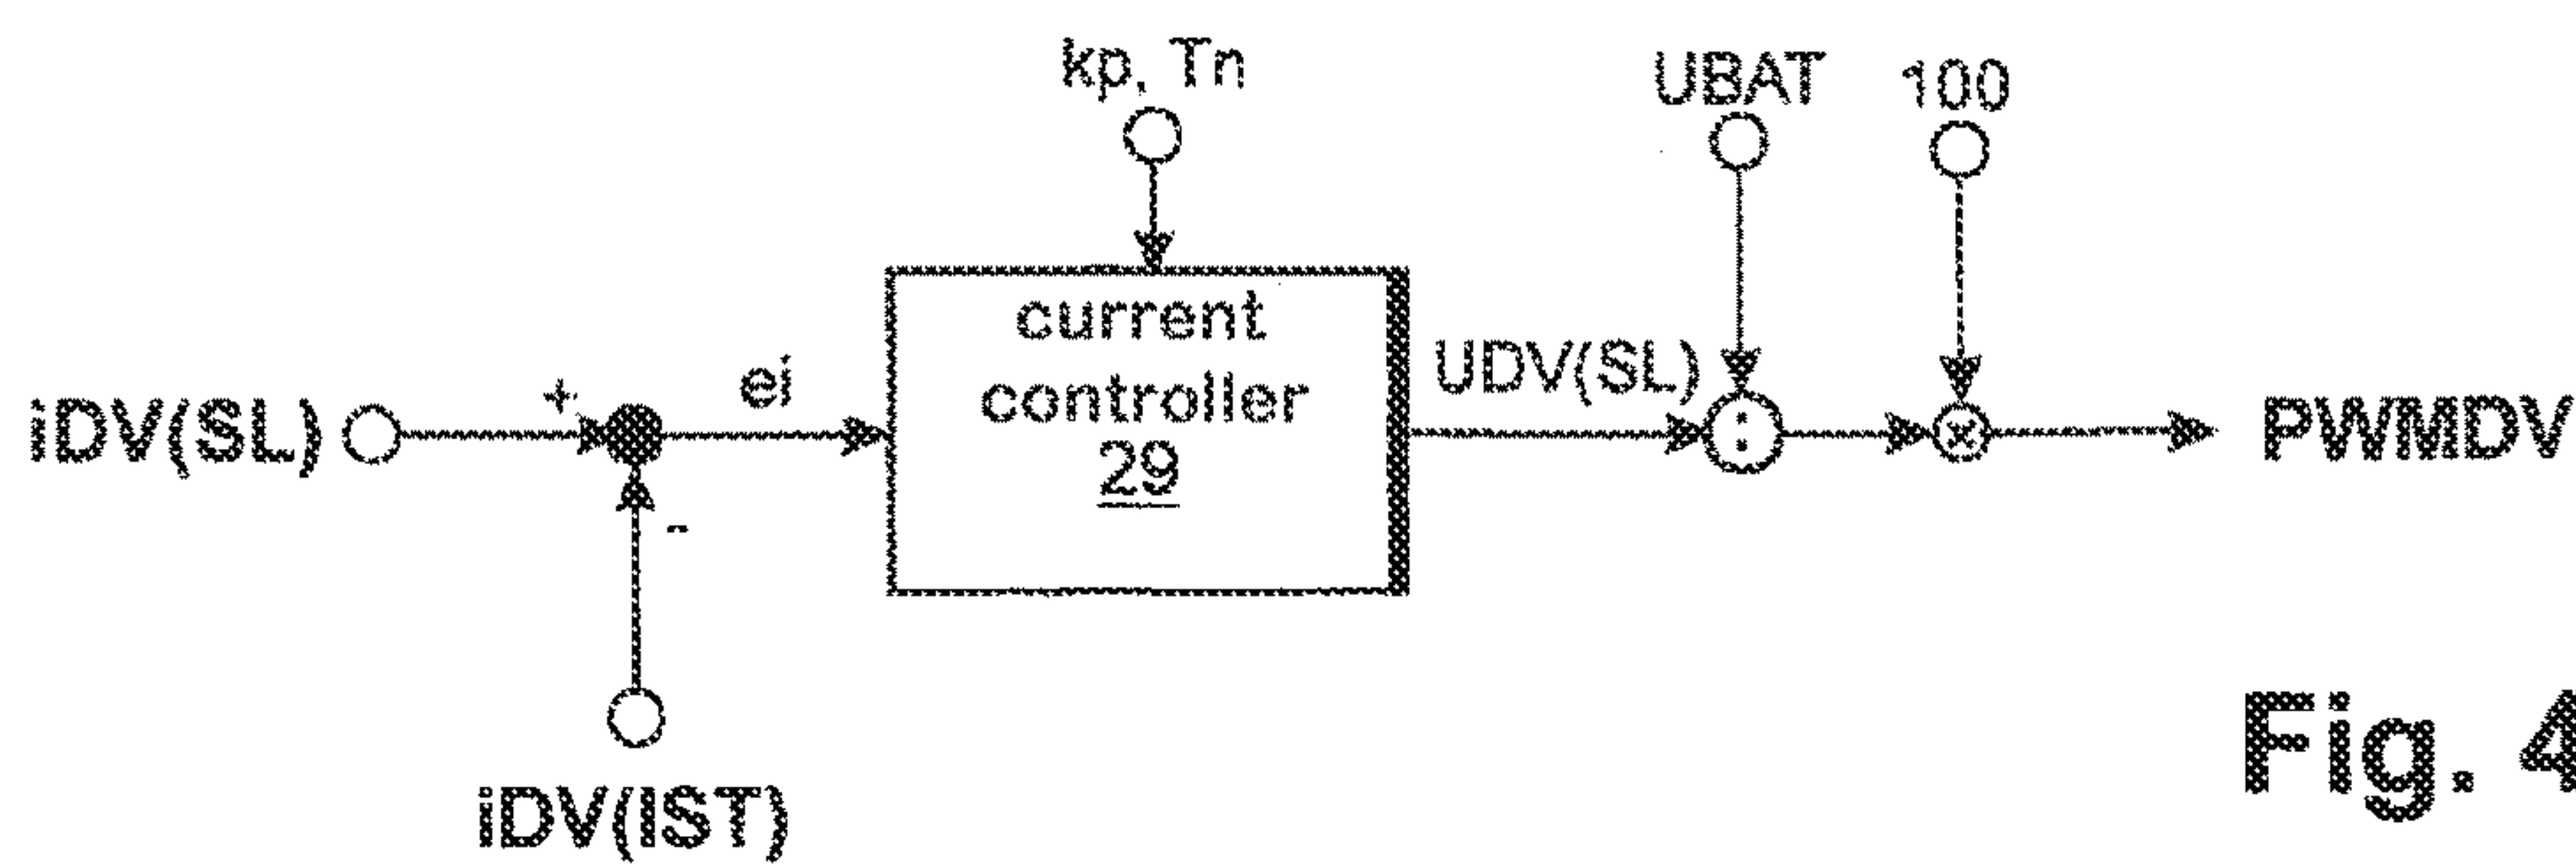 kp, Tn
UBAT
100
iDV(SL)
+
ei
current
controller
29
UDV(SL)
:
x
PWMDV
-
iDV(IST)
Fig. 4